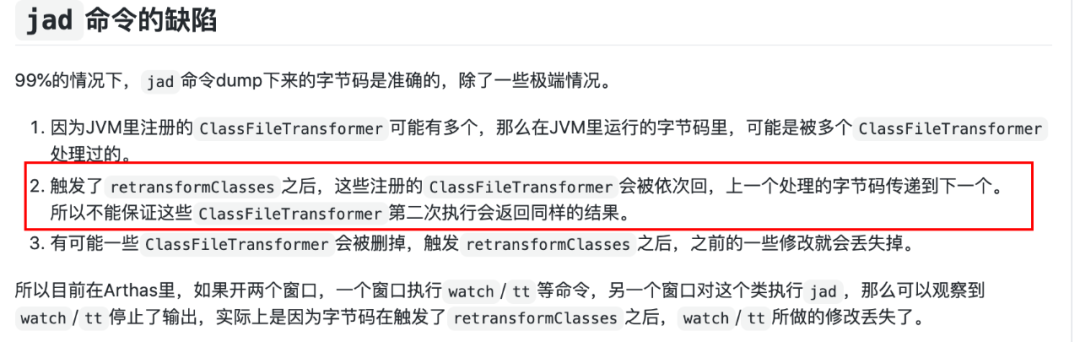 jad 命令的缺陷
99%的情况下，jad 命令dump下来的字节码是准确的，除了一些极端情况。
1. 因为JVM里注册的 ClassFileTransformer 可能有多个，那么在JVM里运行的字节码里，可能是被多个 ClassFileTransformer
处理过的。
2. 触发了 retransformClasses 之后，这些注册的 ClassFileTransformer 会被依次回，上一个处理的字节码传递到下一个。
所以不能保证这些 ClassFileTransformer 第二次执行会返回同样的结果。
3. 有可能一些 ClassFileTransformer 会被删掉，触发 retransformClasses 之后，之前的一些修改就会丢失掉。
所以目前在Arthas里，如果开两个窗口，一个窗口执行 watch / tt 等命令，另一个窗口对这个类执行 jad ，那么可以观察到
watch / tt 停止了输出，实际上是因为字节码在触发了 retransformClasses 之后，watch / tt 所做的修改丢失了。